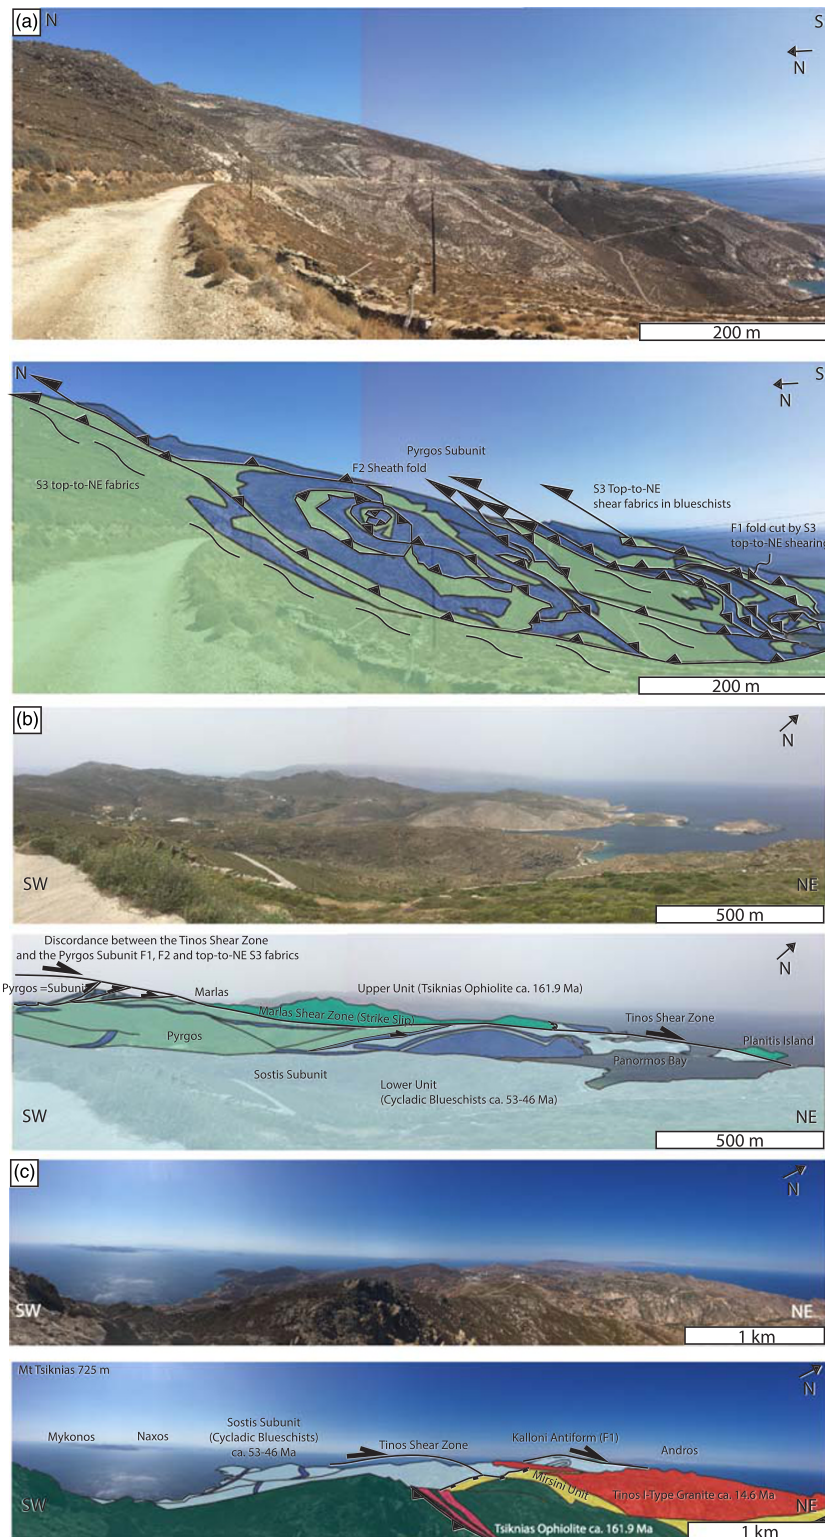 (a)
N
S
N
200 m
N
S
N
Pyrgos Subunit
F2 Sheath fold
S3 top-to-NE fabrics
S3 Top-to-NE
shear fabrics in blueschists
F1 fold cut by S3
top-to-NE shearing
200 m
(b)
N
SW
NE
500 m
Discordance between the Tinos Shear Zone
and the Pyrgos Subunit F1, F2 and top-to-NE S3 fabrics
N
Pyrgos =Subunit
Marlas
Upper Unit (Tsiknias Ophiolite ca. 161.9 Ma)
Marlas Shear Zone (Strike Slip)
Tinos Shear Zone
Pyrgos
Planitis Island
Panormos Bay
Sostis Subunit
Lower Unit
(Cycladic Blueschists ca. 53-46 Ma)
SW
NE
500 m
(c)
N
SW
NE
1 km
Mt Tsiknias 725 m
N
Sostis Subunit
(Cycladic Blueschists)
ca. 53-46 Ma
Mykonos
Naxos
Tinos Shear Zone
Kalloni Antiform (F1)
Andros
Mirsini Unit
Tinos I-Type Granite ca. 14.6 Ma
SW
NE
Tsiknias Ophiolite ca. 161.9 Ma
1 km